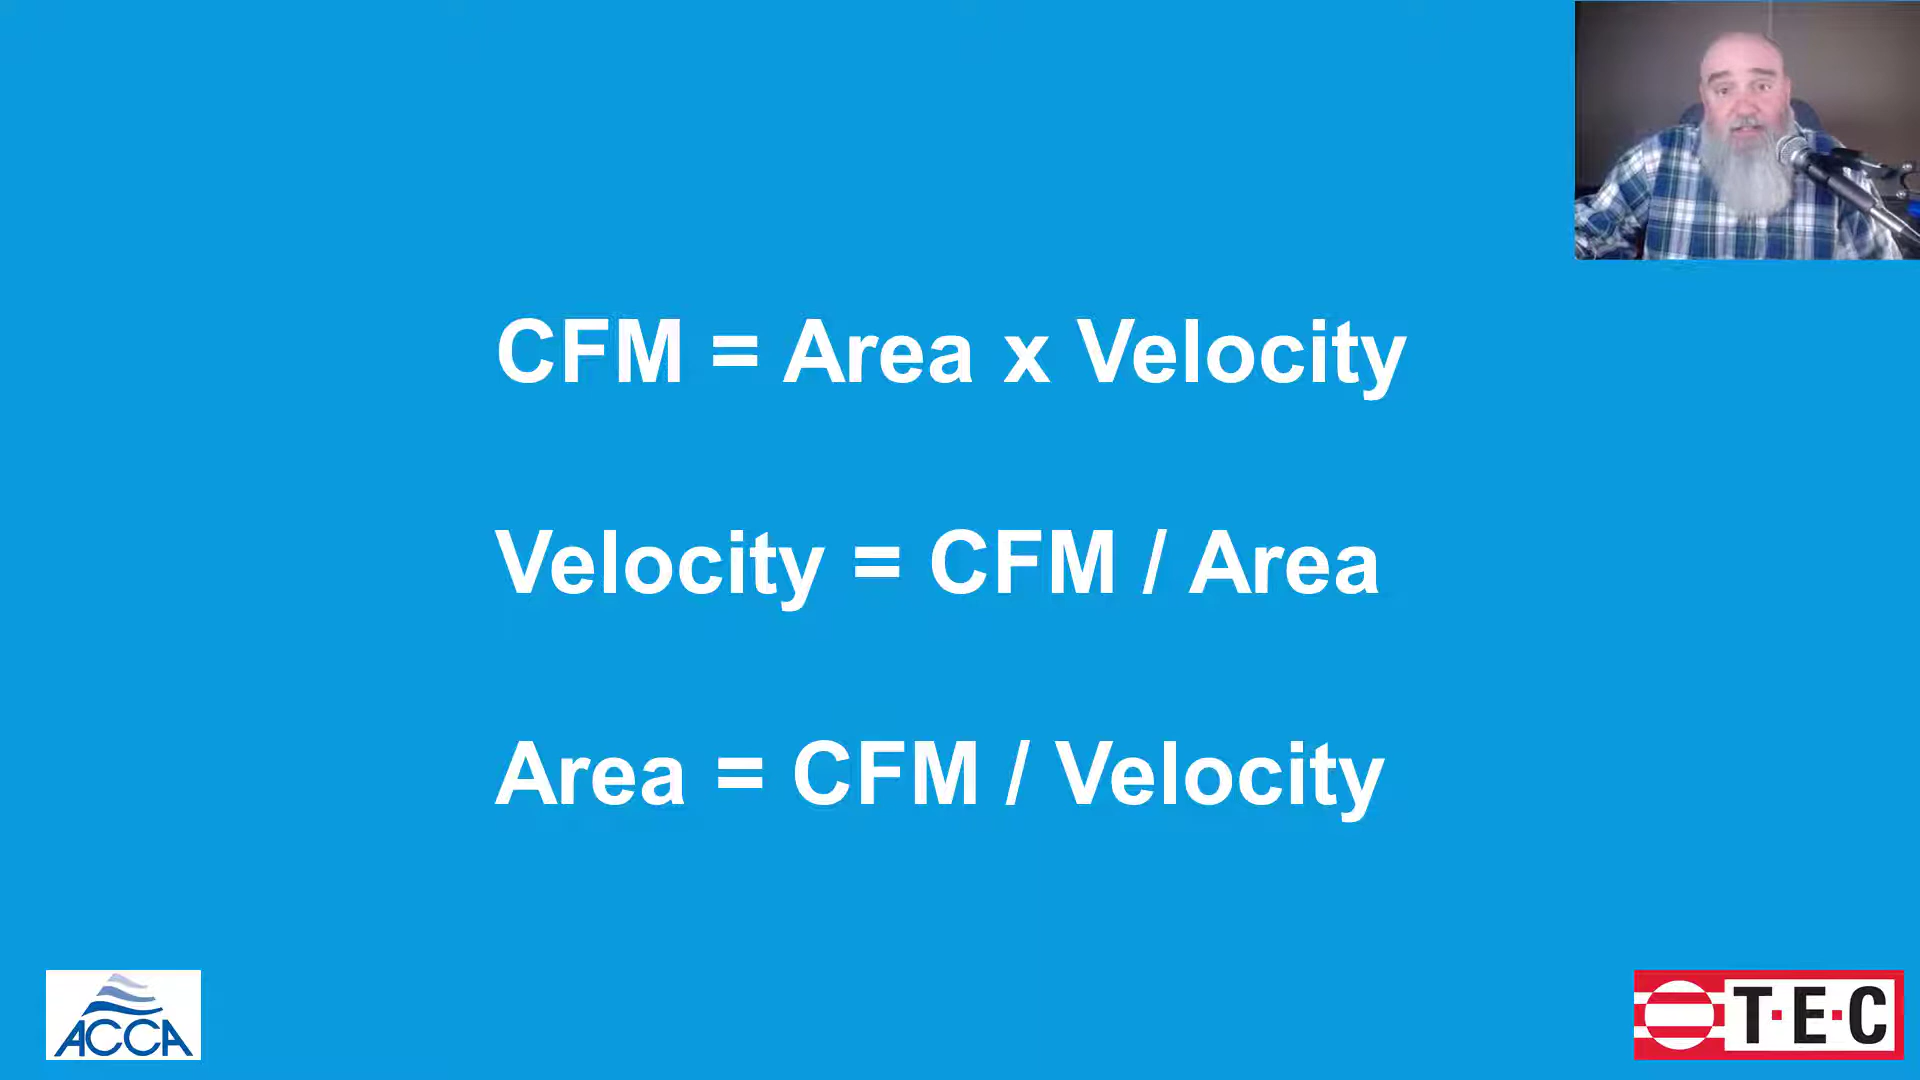 CFM = Area x Velocity
Velocity = CFM / Area
Area = CFM / Velocity
ACCA
T·E·C